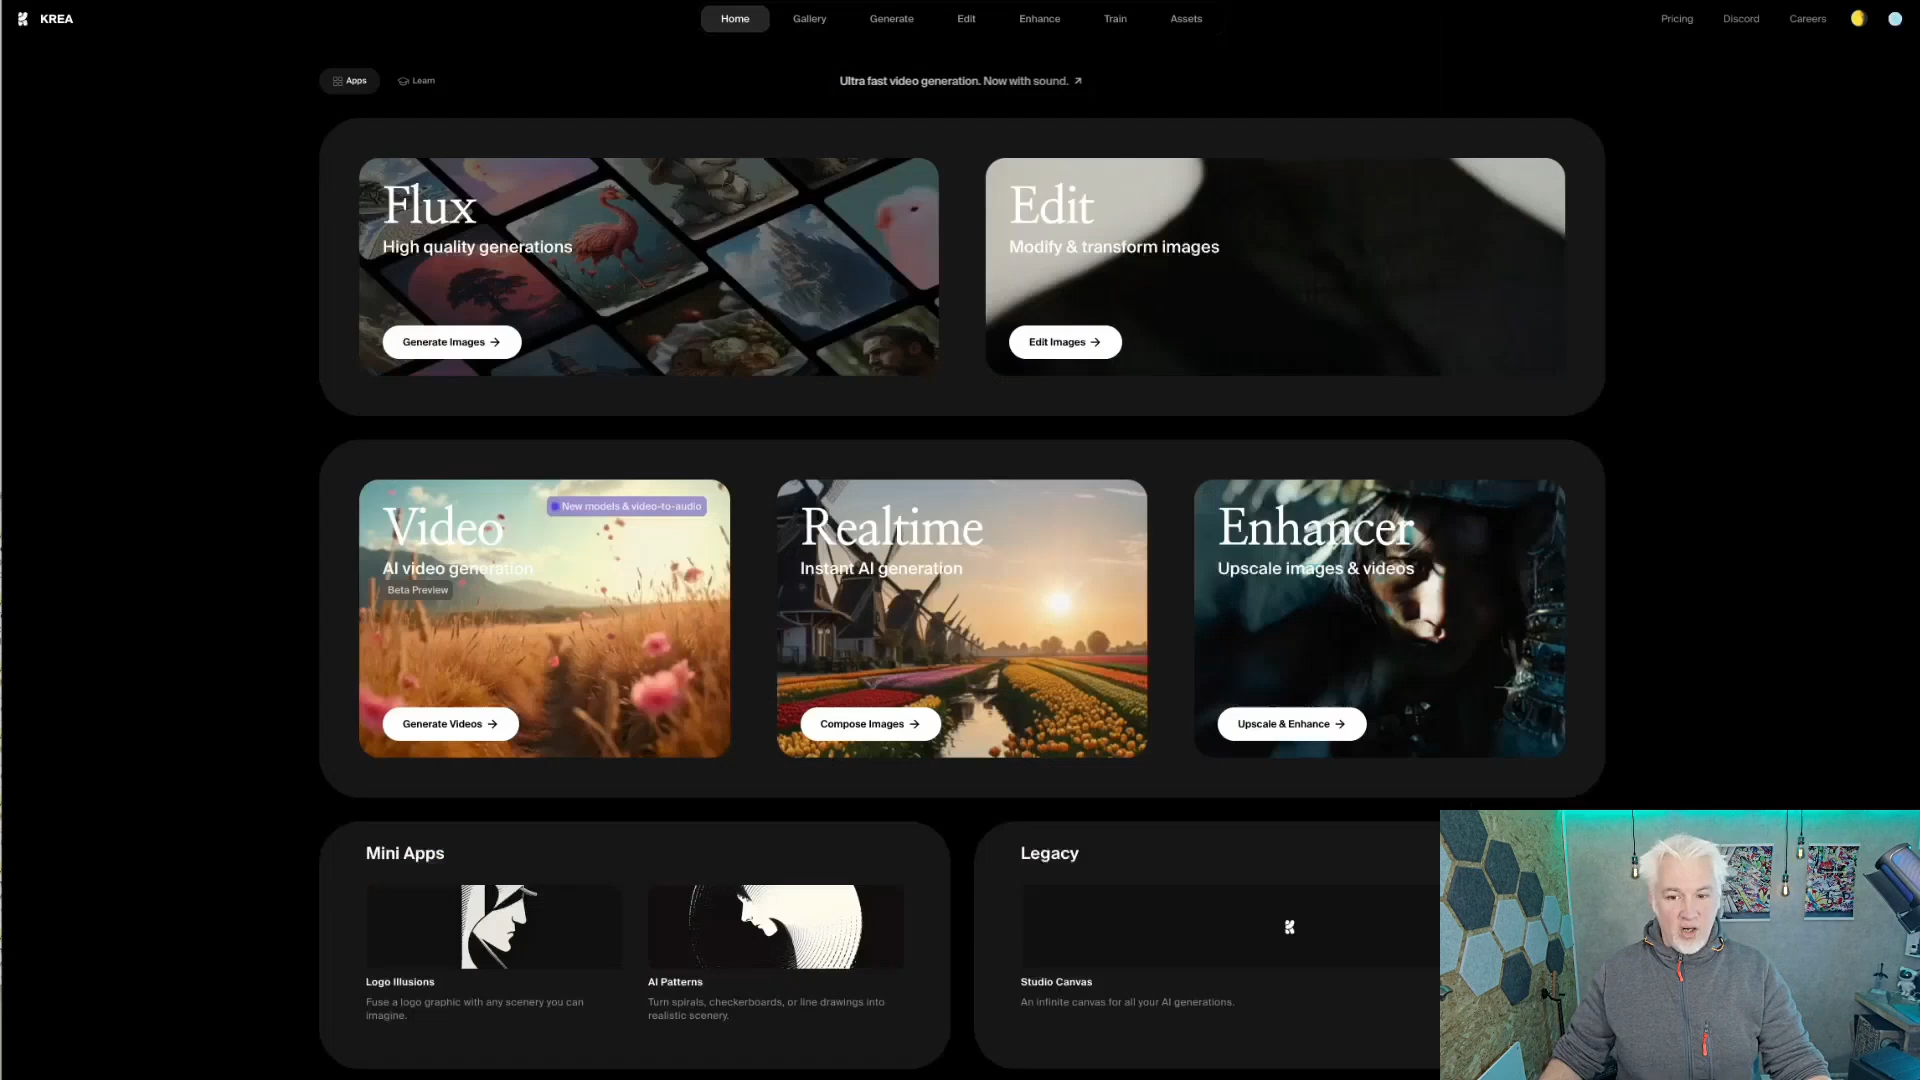 KREA
Home
Gallery
Generate
Edit
Enhance
Train
Assets
Pricing
Discord
Careers
Apps
Learn
Ultra fast video generation. Now with sound.
Flux
High quality generations
Generate Images
Edit
Modify & transform images
Edit Images
Video
New models & video-to-audio
AI video generation
Beta Preview
Generate Videos
Realtime
Instant AI generation
Compose Images
Enhancer
Upscale images & videos
Upscale & Enhance
Mini Apps
Logo Illusions
Fuse a logo graphic with any scenery you can
imagine.
AI Patterns
Turn spirals, checkerboards, or line drawings into
realistic scenery.
Legacy
Studio Canvas
An infinite canvas for all your AI generations.